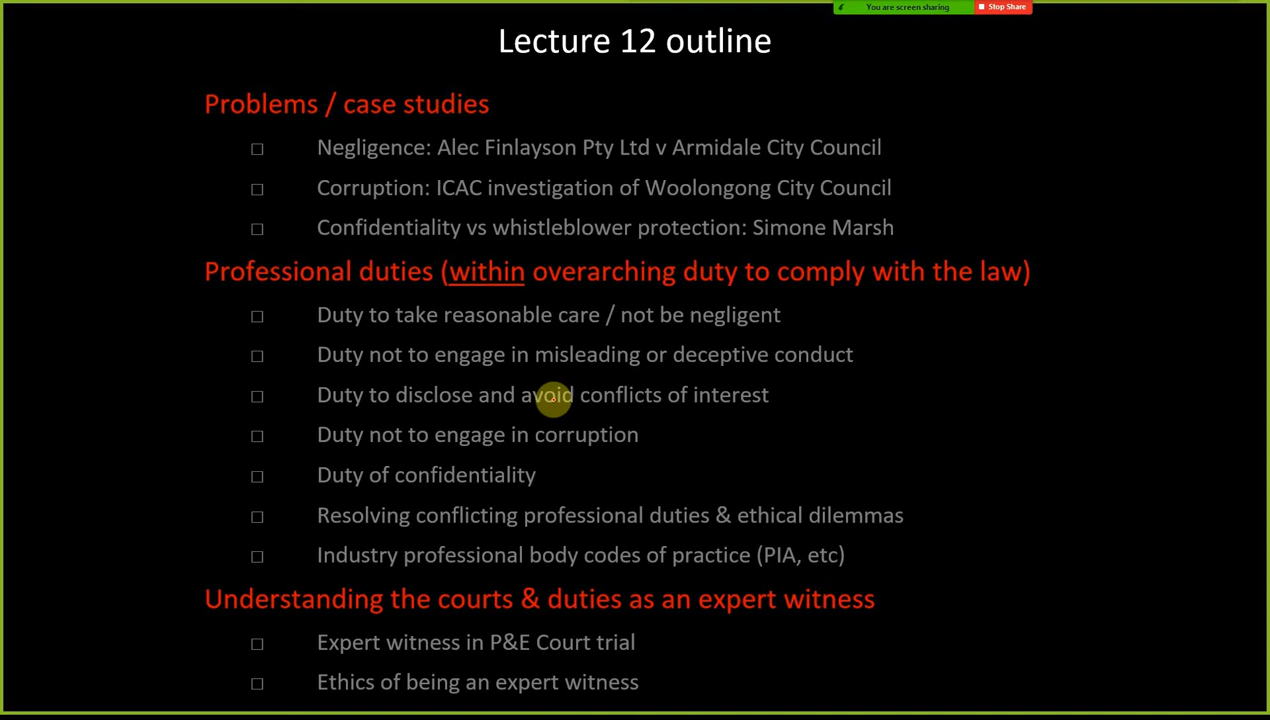 You are screen sharing
Stop Share
Lecture 12 outline
Problems / case studies
Negligence: Alec Finlayson Pty Ltd v Armidale City Council
Corruption: ICAC investigation of Woolongong City Council
Confidentiality vs whistleblower protection: Simone Marsh
Professional duties (within overarching duty to comply with the law)
Duty to take reasonable care / not be negligent
Duty not to engage in misleading or deceptive conduct
Duty to disclose and avoid conflicts of interest
Duty not to engage in corruption
Duty of confidentiality
Resolving conflicting professional duties & ethical dilemmas
Industry professional body codes of practice (PIA, etc)
Understanding the courts & duties as an expert witness
Expert witness in P&E Court trial
Ethics of being an expert witness